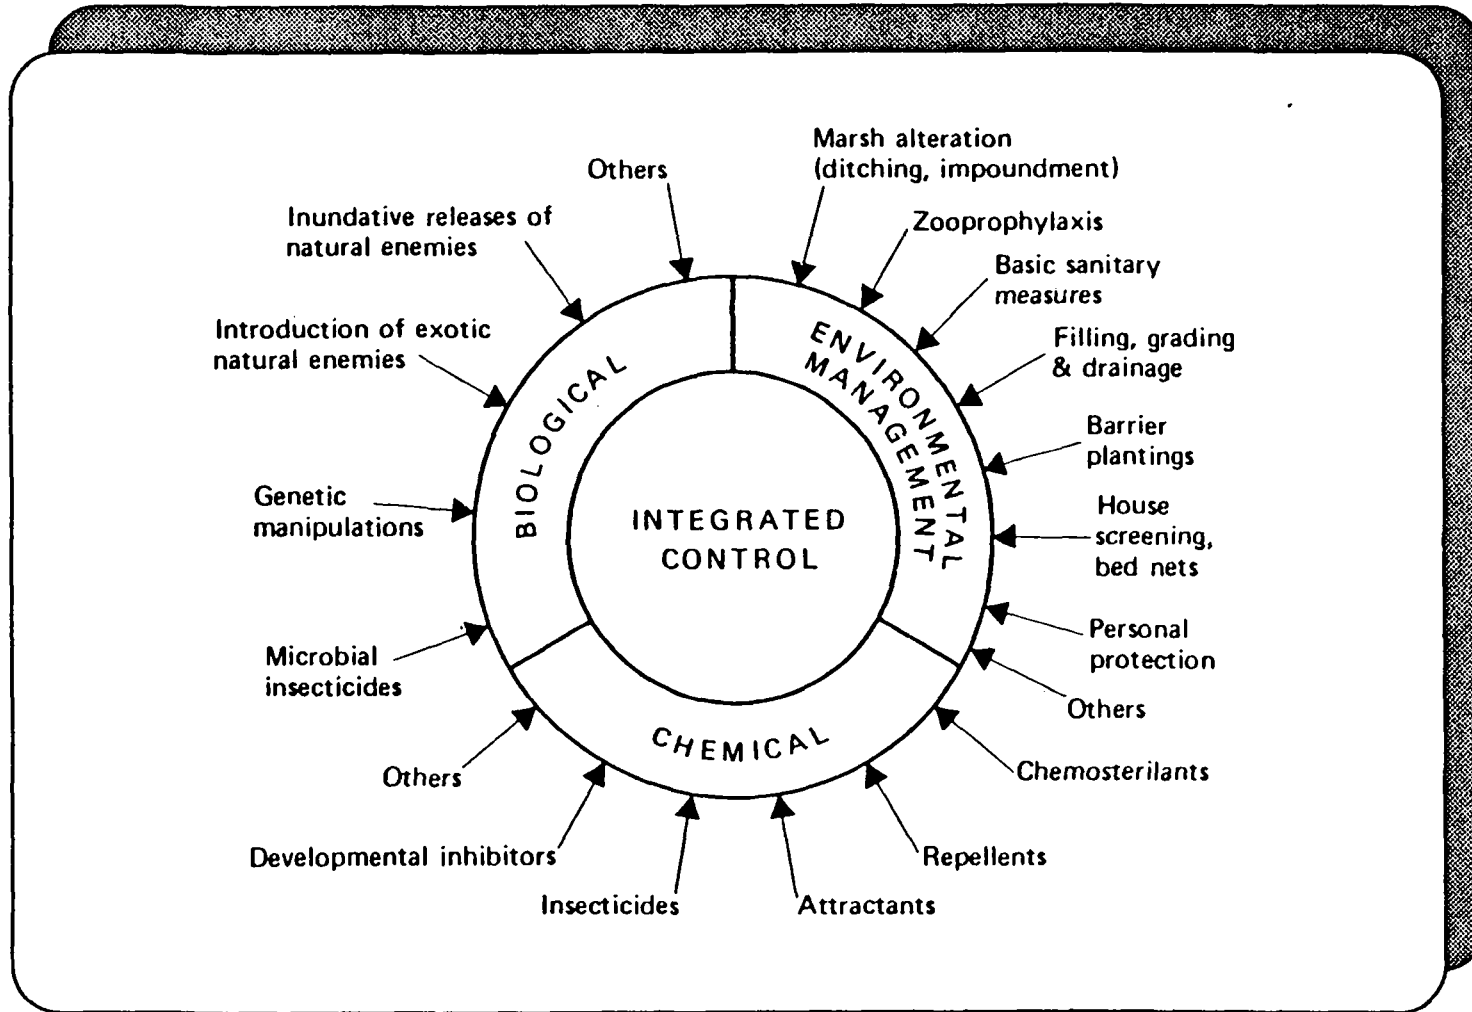 Marsh alteration
(ditching, impoundment)
Others
Zooprophylaxis
Inundative releases of
natural enemies
Basic sanitary
measures
Introduction of exotic
natural enemies
Filling, grading
& drainage
ENVIRONMENTAL
MANAGEMENT
BIOLOGICAL
Barrier
plantings
Genetic
manipulations
INTEGRATED
CONTROL
House
screening,
bed nets
Microbial
insecticides
Personal
protection
Others
CHEMICAL
Others
Chemosterilants
Developmental inhibitors
Repellents
Insecticides
Attractants